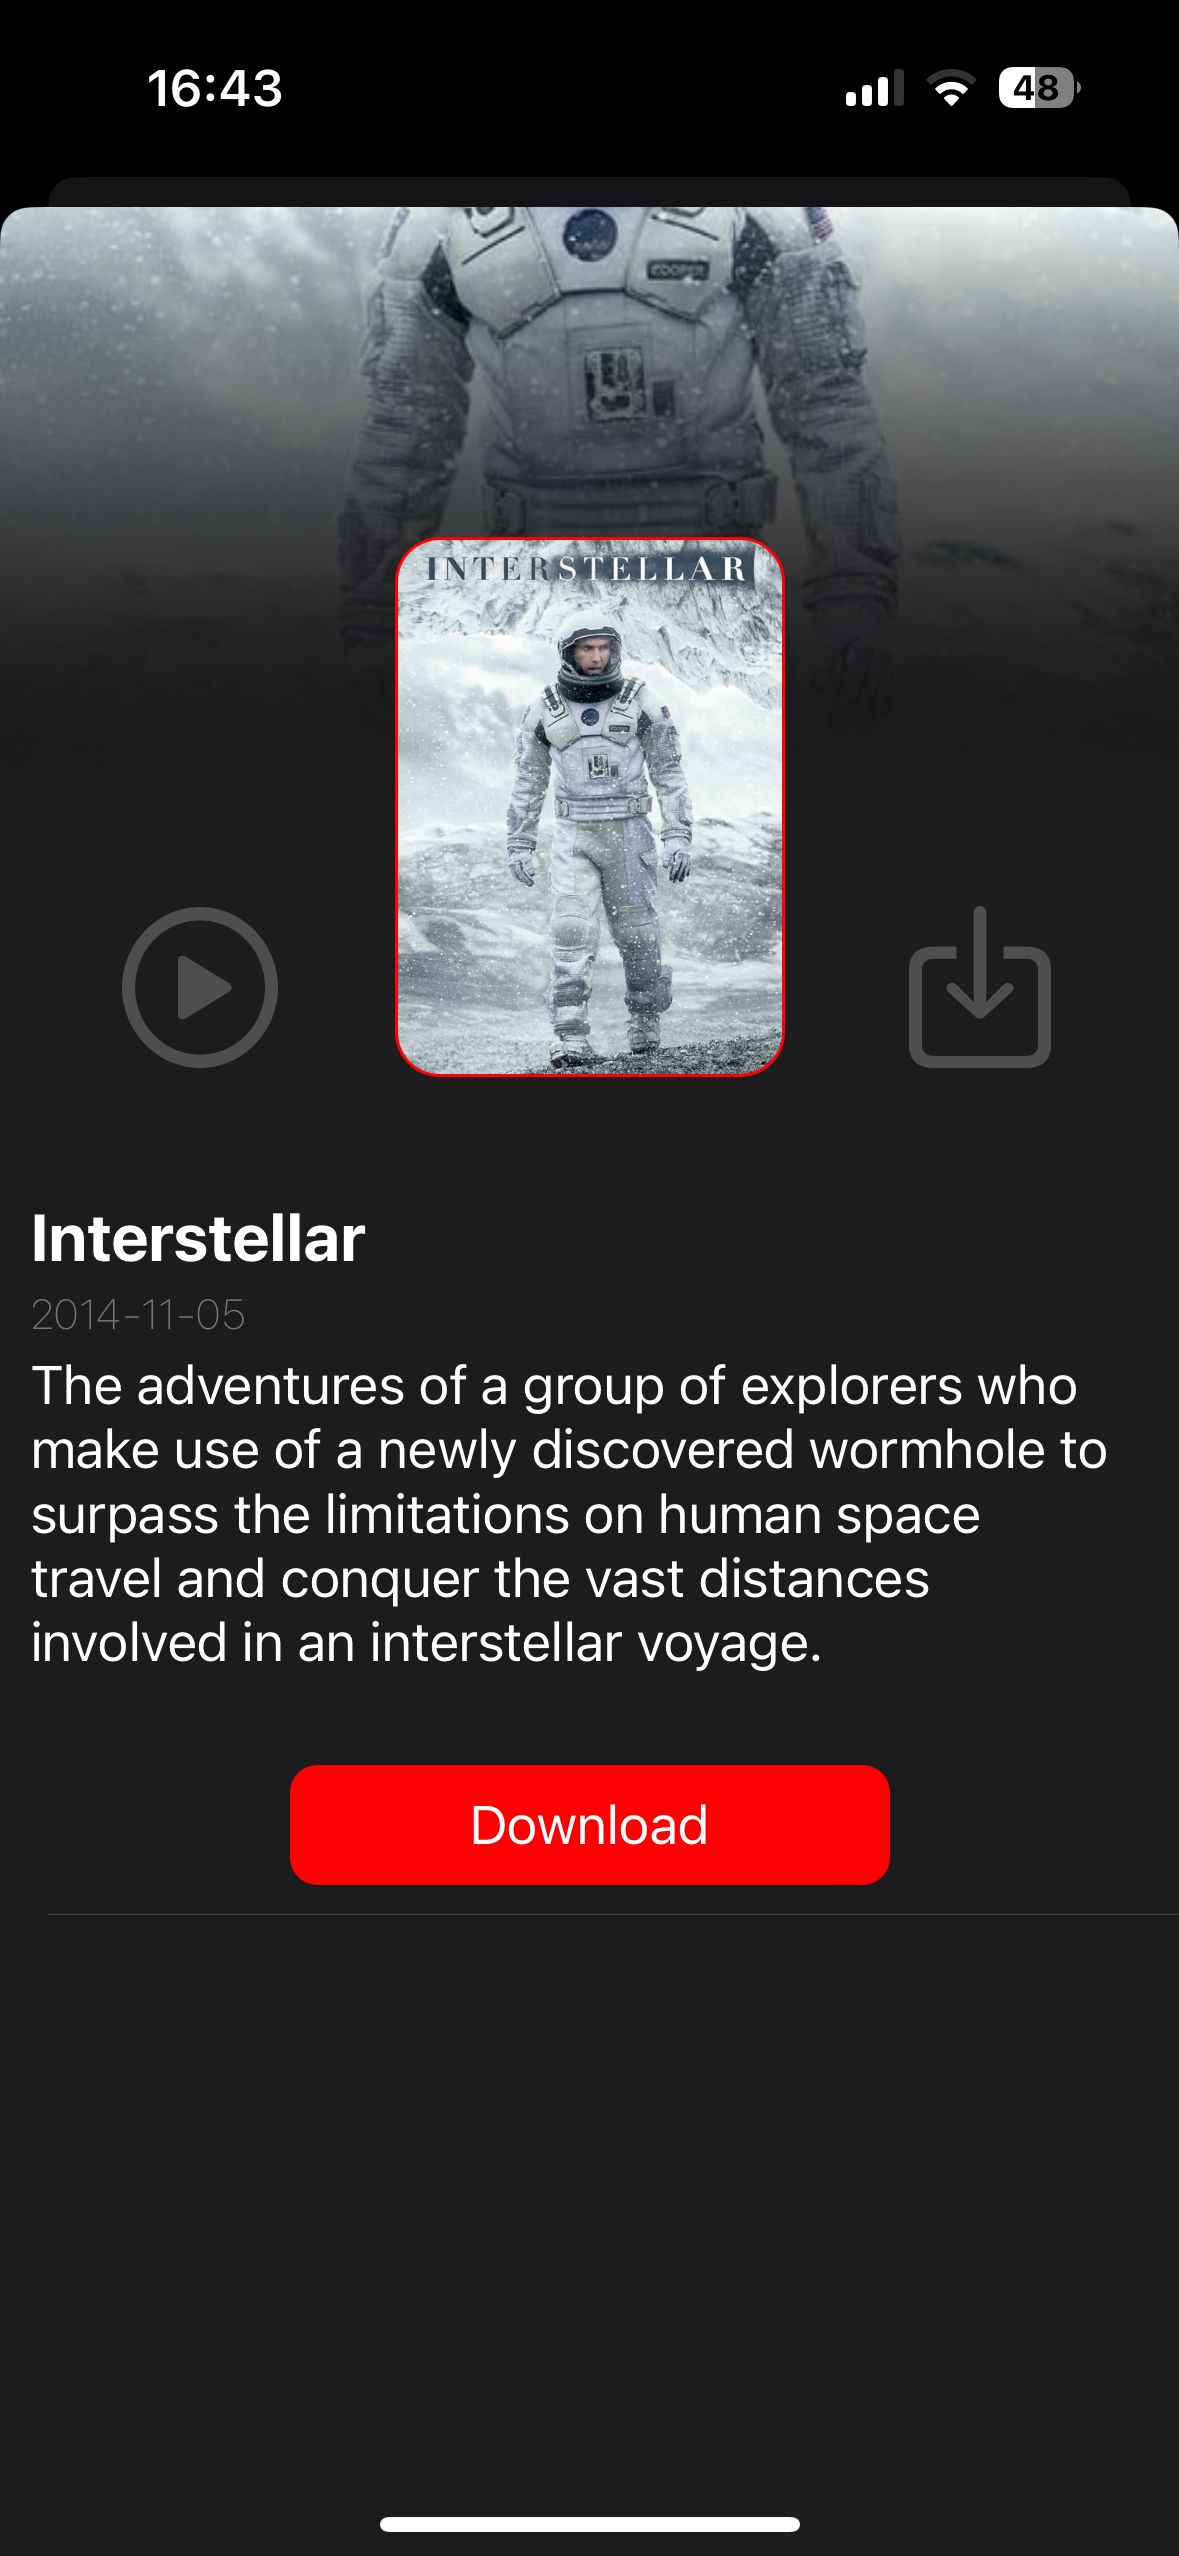 16:43
48
COOPER
INTERSTELLAR
Interstellar
2014-11-05
The adventures of a group of explorers who
make use of a newly discovered wormhole to
surpass the limitations on human space
travel and conquer the vast distances
involved in an interstellar voyage.
Download